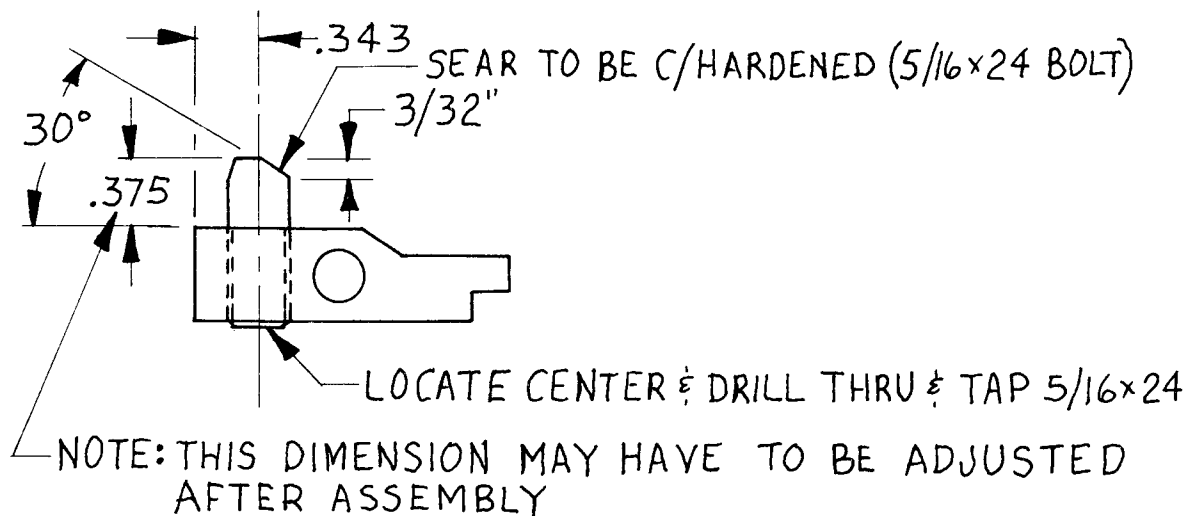 .343
SEAR TO BE C/HARDENED (5/16×24 BOLT)
3/32"
30°
.375
LOCATE CENTER & DRILL THRU & TAP 5/16×24
NOTE: THIS DIMENSION MAY HAVE TO BE ADJUSTED
AFTER ASSEMBLY